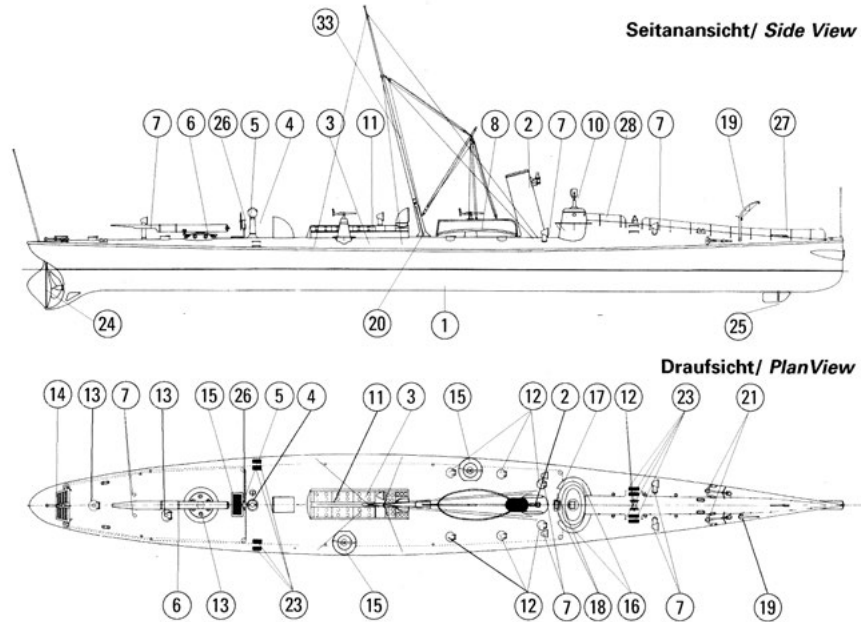 Seitanansicht/ Side View
33
7 6 26 5 4 3 11 8 2 7 10 28 7 19 27
24 20 1 25
Draufsicht/ PlanView
14 13 7 13 15 26 5 4 11 3 15 12 2 17 12 23 21
6 13 23 15 12 12 7 18 16 7 19